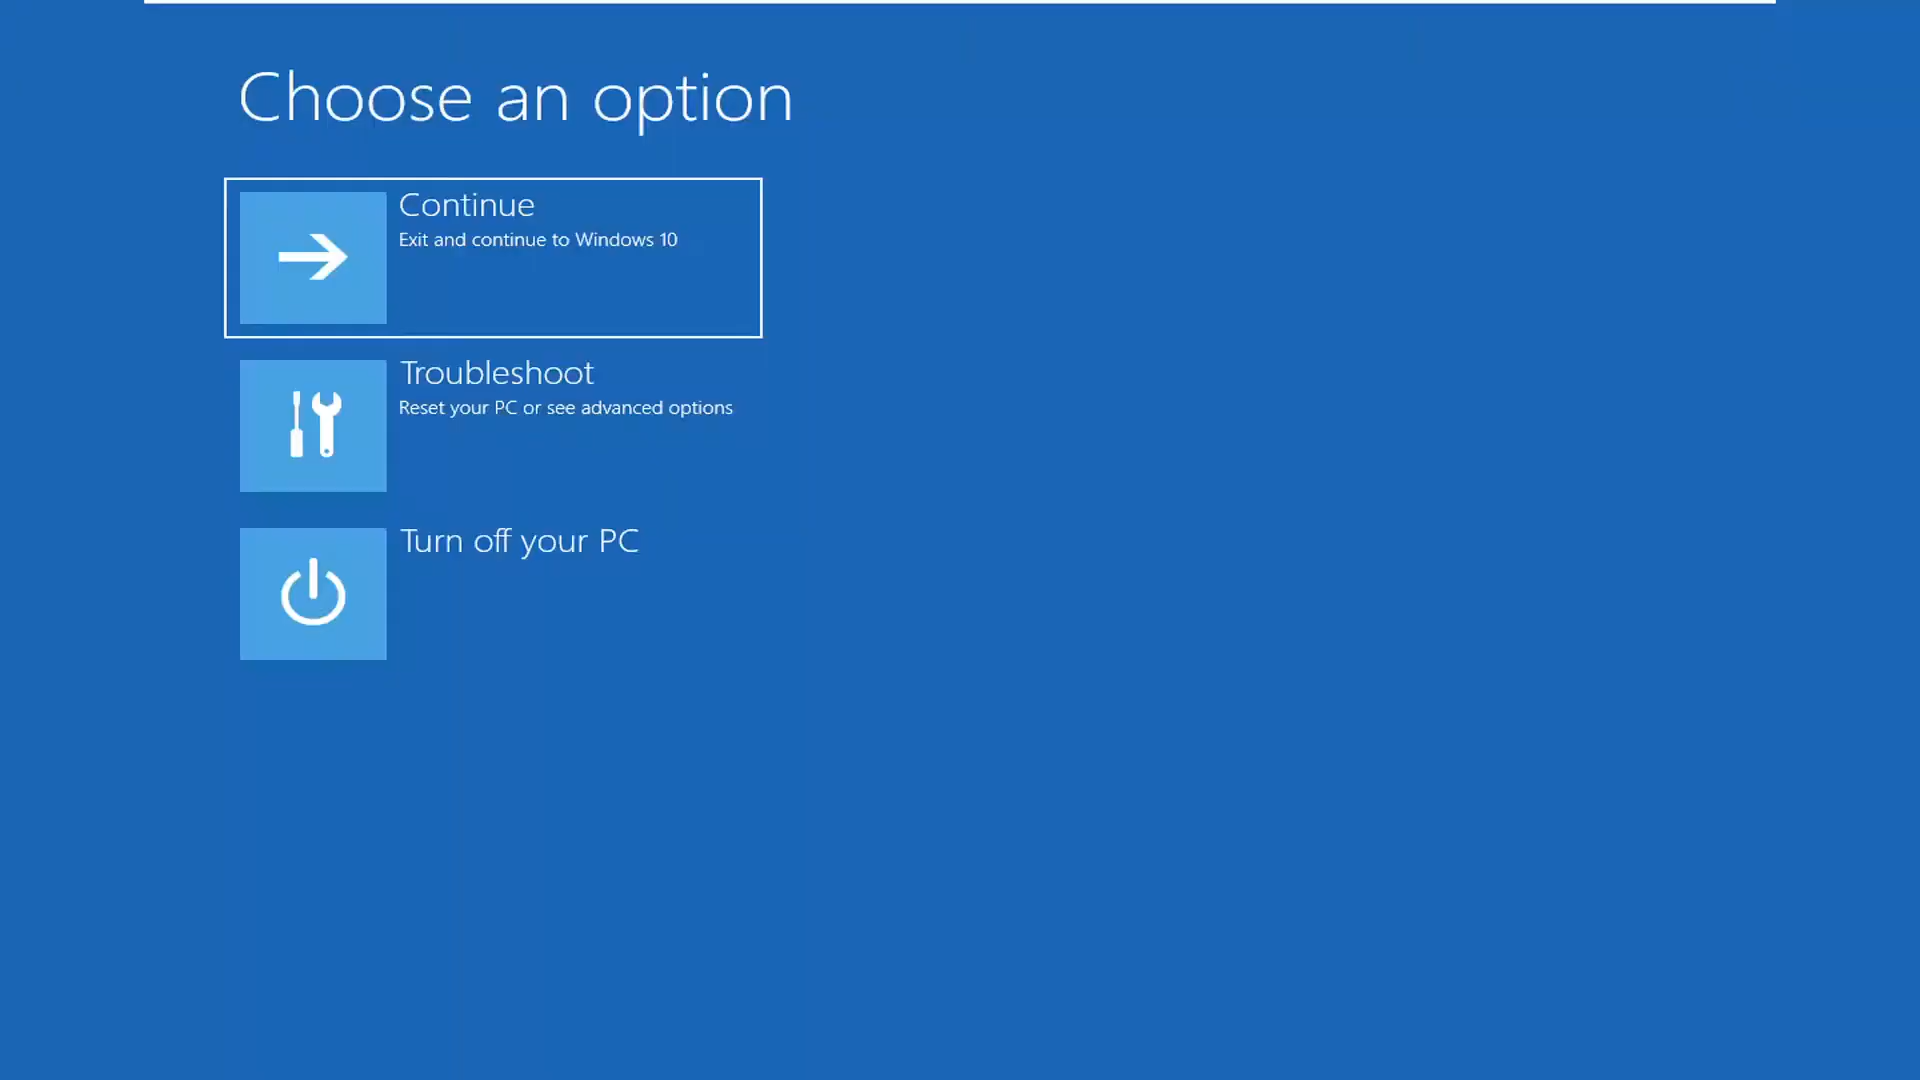 Choose an option
Continue
Exit and continue to Windows 10
Troubleshoot
Reset your PC or see advanced options
Turn off your PC